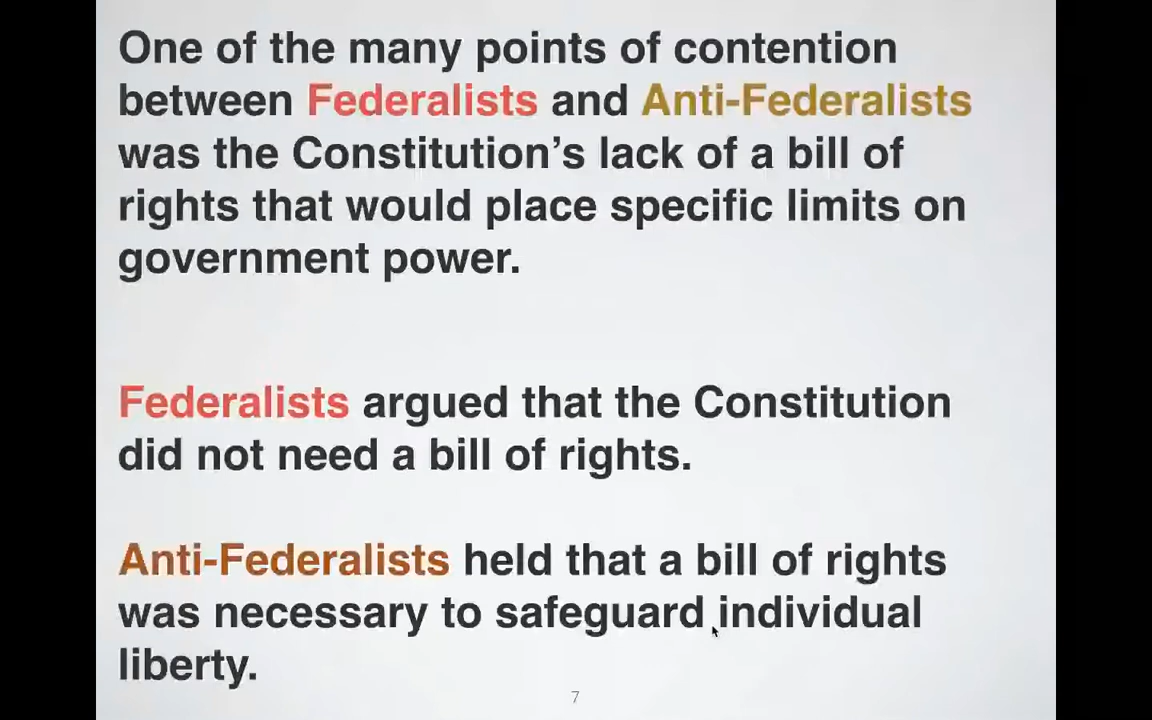 One of the many points of contention
between Federalists and Anti-Federalists
was the Constitution’s lack of a bill of
rights that would place specific limits on
government power.
Federalists argued that the Constitution
did not need a bill of rights.
Anti-Federalists held that a bill of rights
was necessary to safeguard individual
liberty.
7